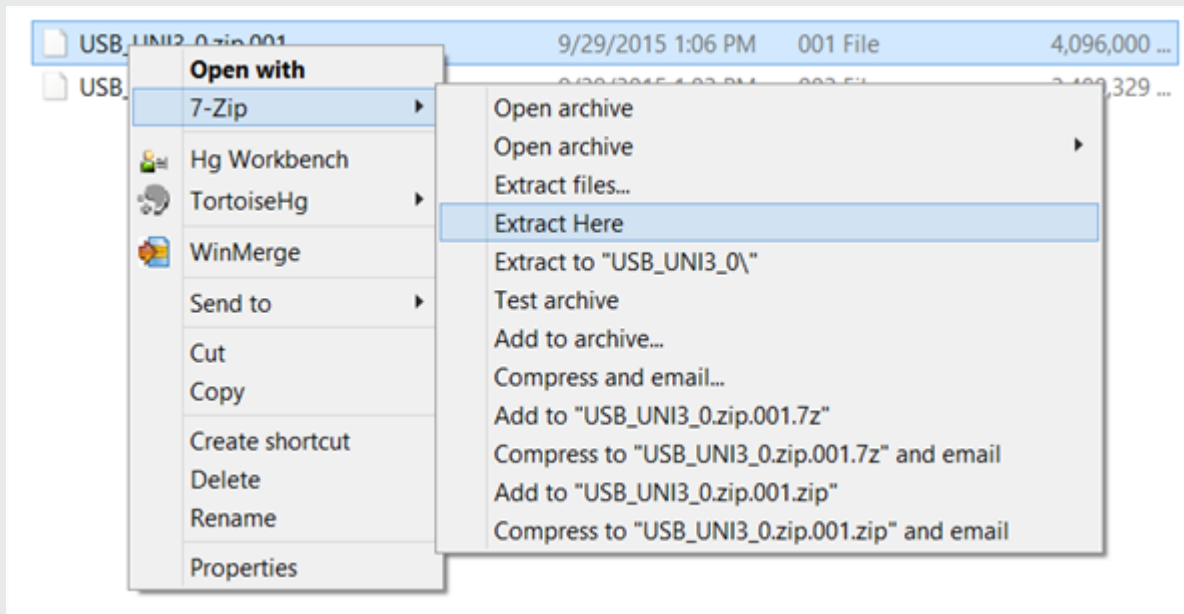 USB_UNI3_0.zip.001 9/29/2015 1:06 PM 001 File 4,096,000 ...
USB_ ,329 ...
Open with
7-Zip
Hg Workbench
TortoiseHg
WinMerge
Send to
Cut
Copy
Create shortcut
Delete
Rename
Properties
Open archive
Open archive
Extract files...
Extract Here
Extract to "USB_UNI3_0\"
Test archive
Add to archive...
Compress and email...
Add to "USB_UNI3_0.zip.001.7z"
Compress to "USB_UNI3_0.zip.001.7z" and email
Add to "USB_UNI3_0.zip.001.zip"
Compress to "USB_UNI3_0.zip.001.zip" and email